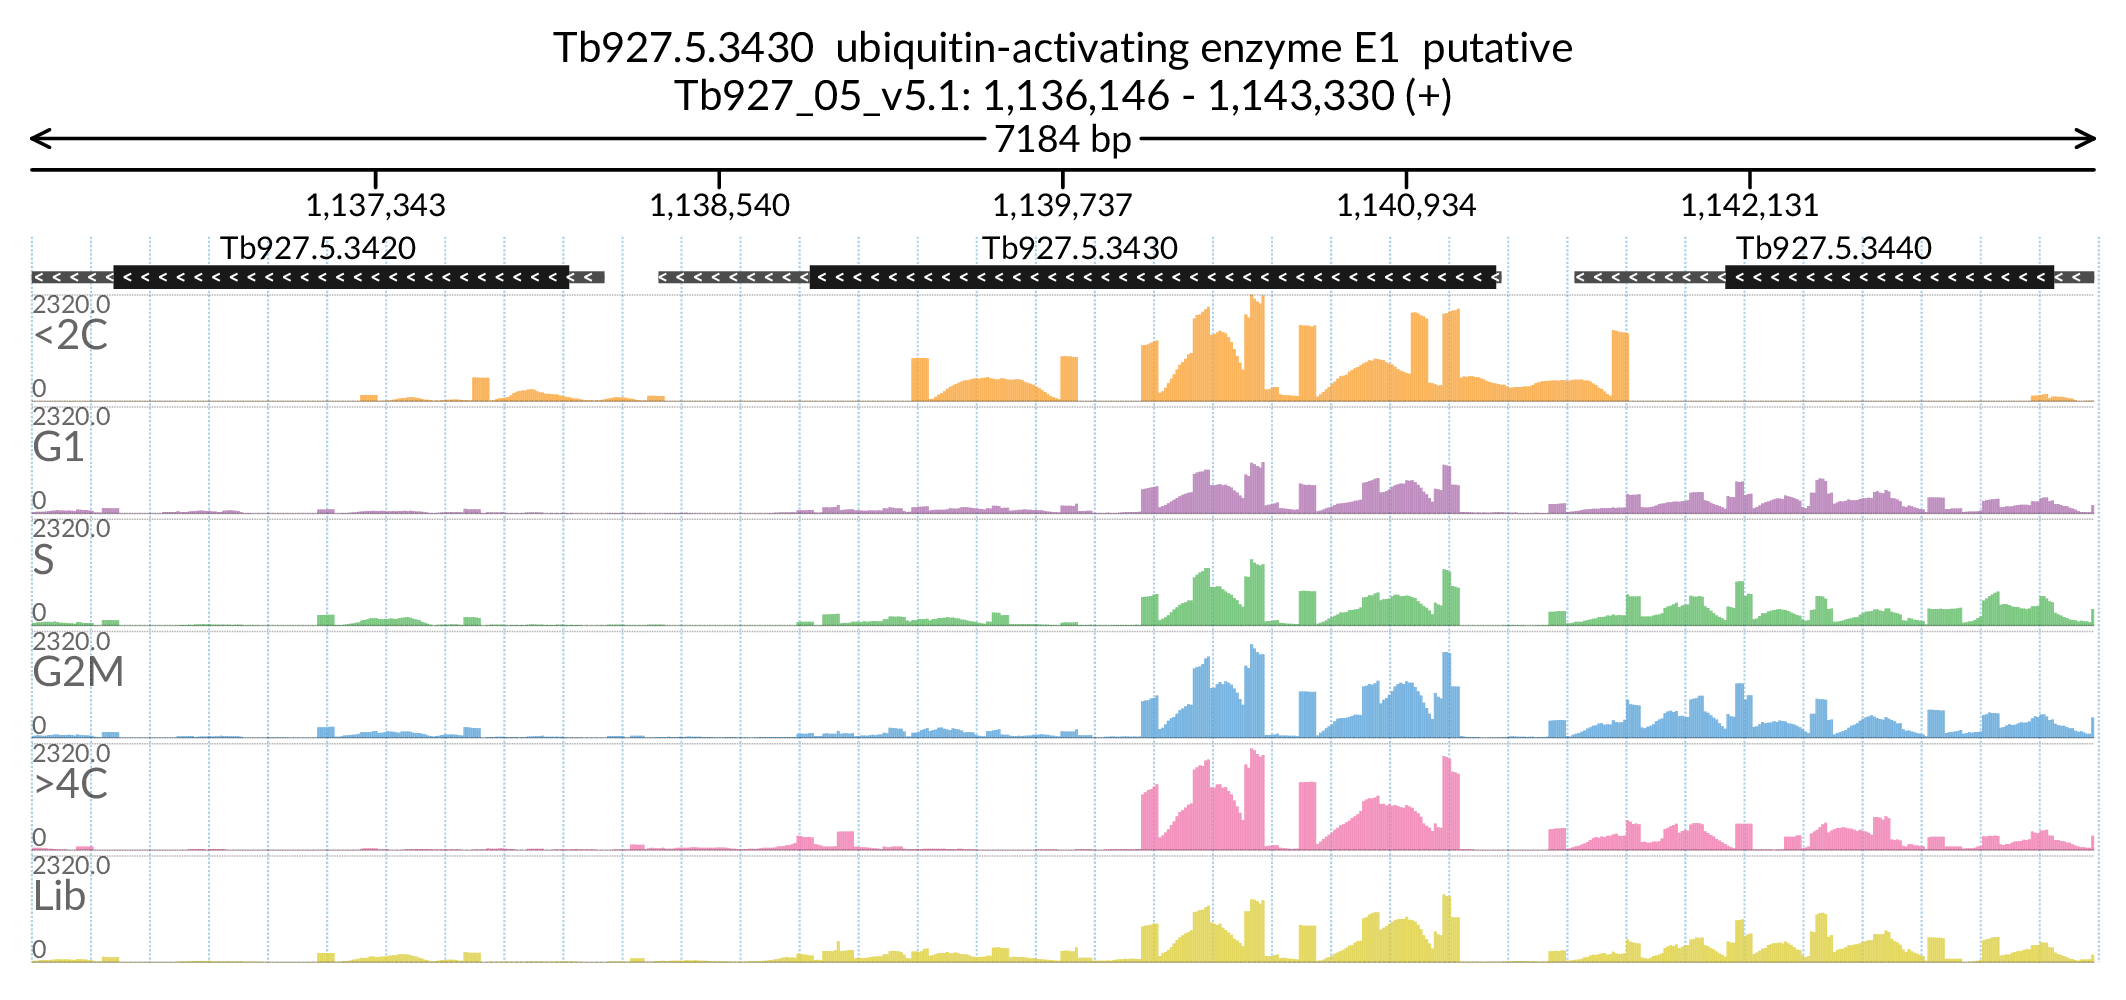 Tb927.5.3430  ubiquitin-activating enzyme E1  putative
Tb927_05_v5.1: 1,136,146 - 1,143,330 (+)
7184 bp
1,137,343 1,138,540 1,139,737 1,140,934 1,142,131
Tb927.5.3420 Tb927.5.3430 Tb927.5.3440
2320.0
<2C
0
2320.0
G1
0
2320.0
S
0
2320.0
G2M
0
2320.0
>4C
0
2320.0
Lib
0